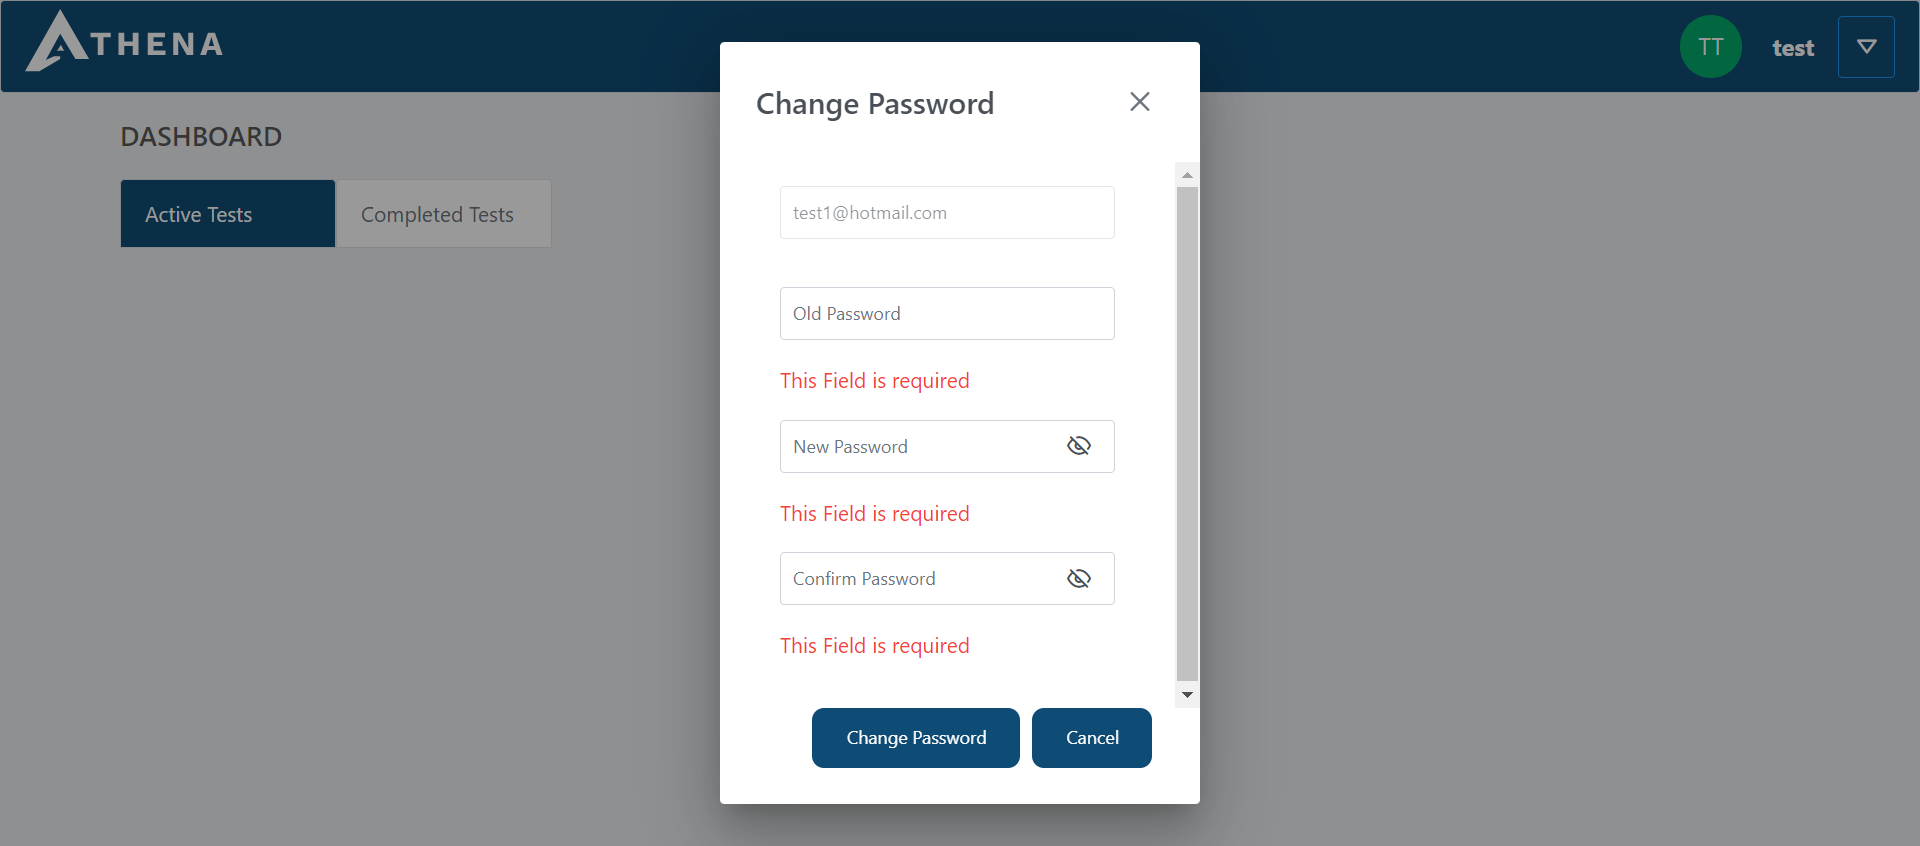 ATHENA
TT
test
DASHBOARD
Active Tests
Completed Tests
Change Password
test1@hotmail.com
Old Password
This Field is required
New Password
This Field is required
Confirm Password
This Field is required
Change Password
Cancel